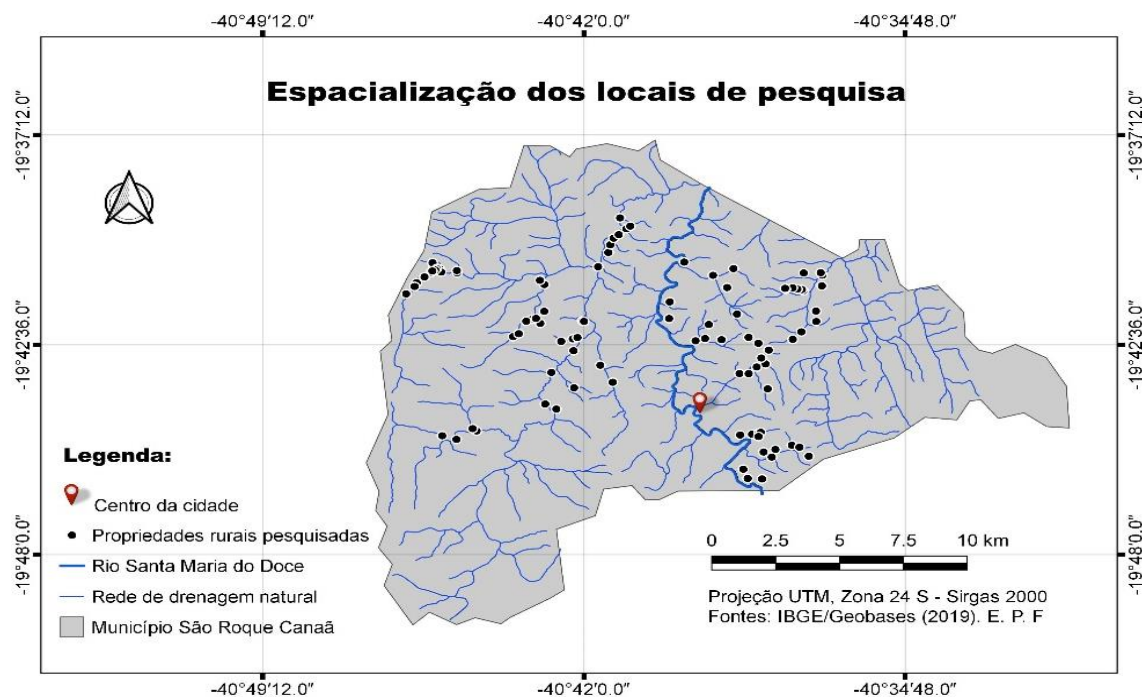 -40°49'12.0" -40°42'0.0" -40°34'48.0"
Espacialização dos locais de pesquisa
-19°37'12.0" -19°37'12.0"
-19°42'36.0" -19°42'36.0"
-19°48'0.0" -19°48'0.0"
Legenda:
Centro da cidade
Propriedades rurais pesquisadas
Rio Santa Maria do Doce
Rede de drenagem natural
Município São Roque Canaã
0 2.5 5 7.5 10 km
Projeção UTM, Zona 24 S - Sirgas 2000
Fontes: IBGE/Geobases (2019). E. P. F
-40°49'12.0" -40°42'0.0" -40°34'48.0"